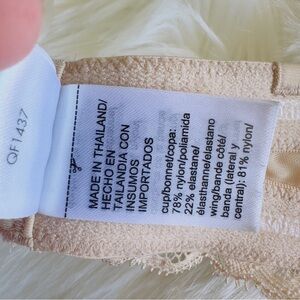 QF1437
MADE IN THAILAND/
HECHO EN
TAILANDIA CON
INSUMOS
IMPORTADOS
cup/bonnet/copa:
78% nylon/poliamida
22% elastane/
élasthanne/elastano
wing/bande côté/
banda (lateral y
central): 81% nylon/